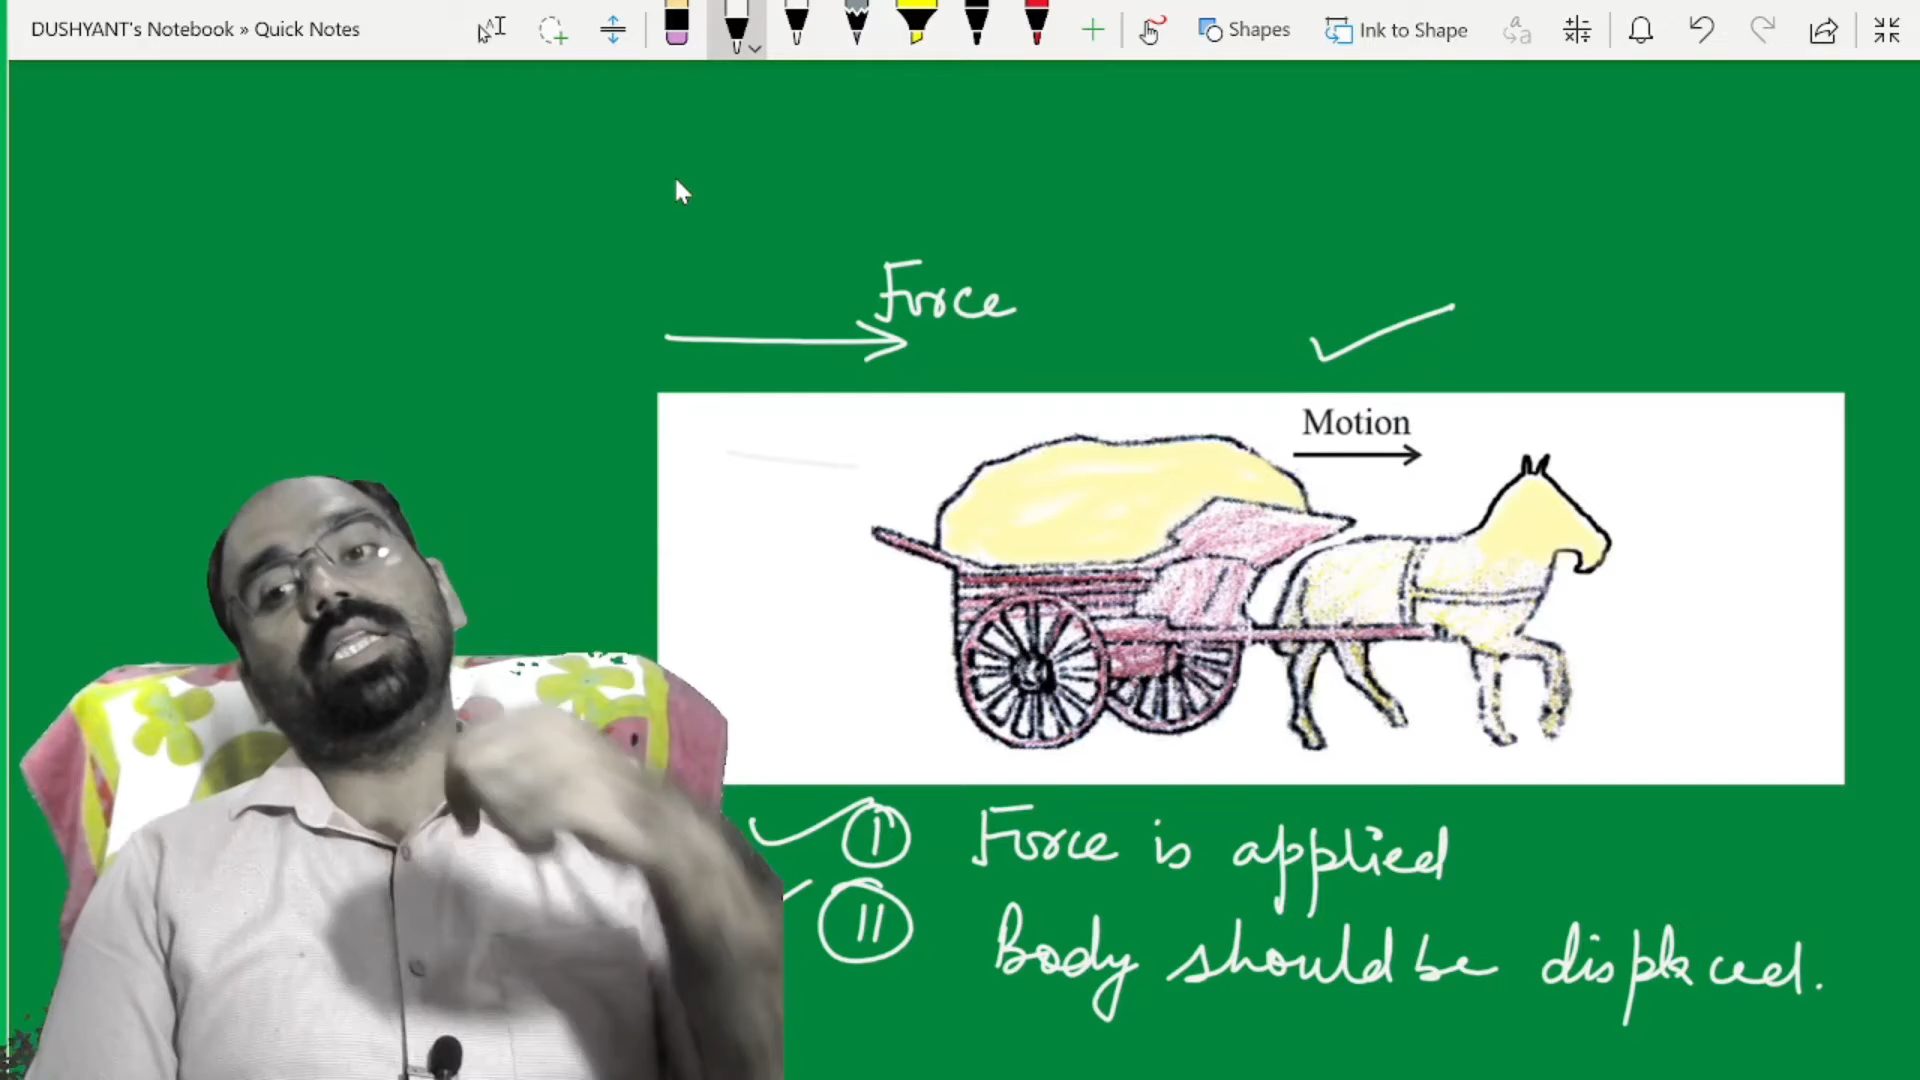 DUSHYANT's Notebook » Quick Notes
Shapes
Ink to Shape
Force
Motion
I Force is applied
II Body should be displaced.